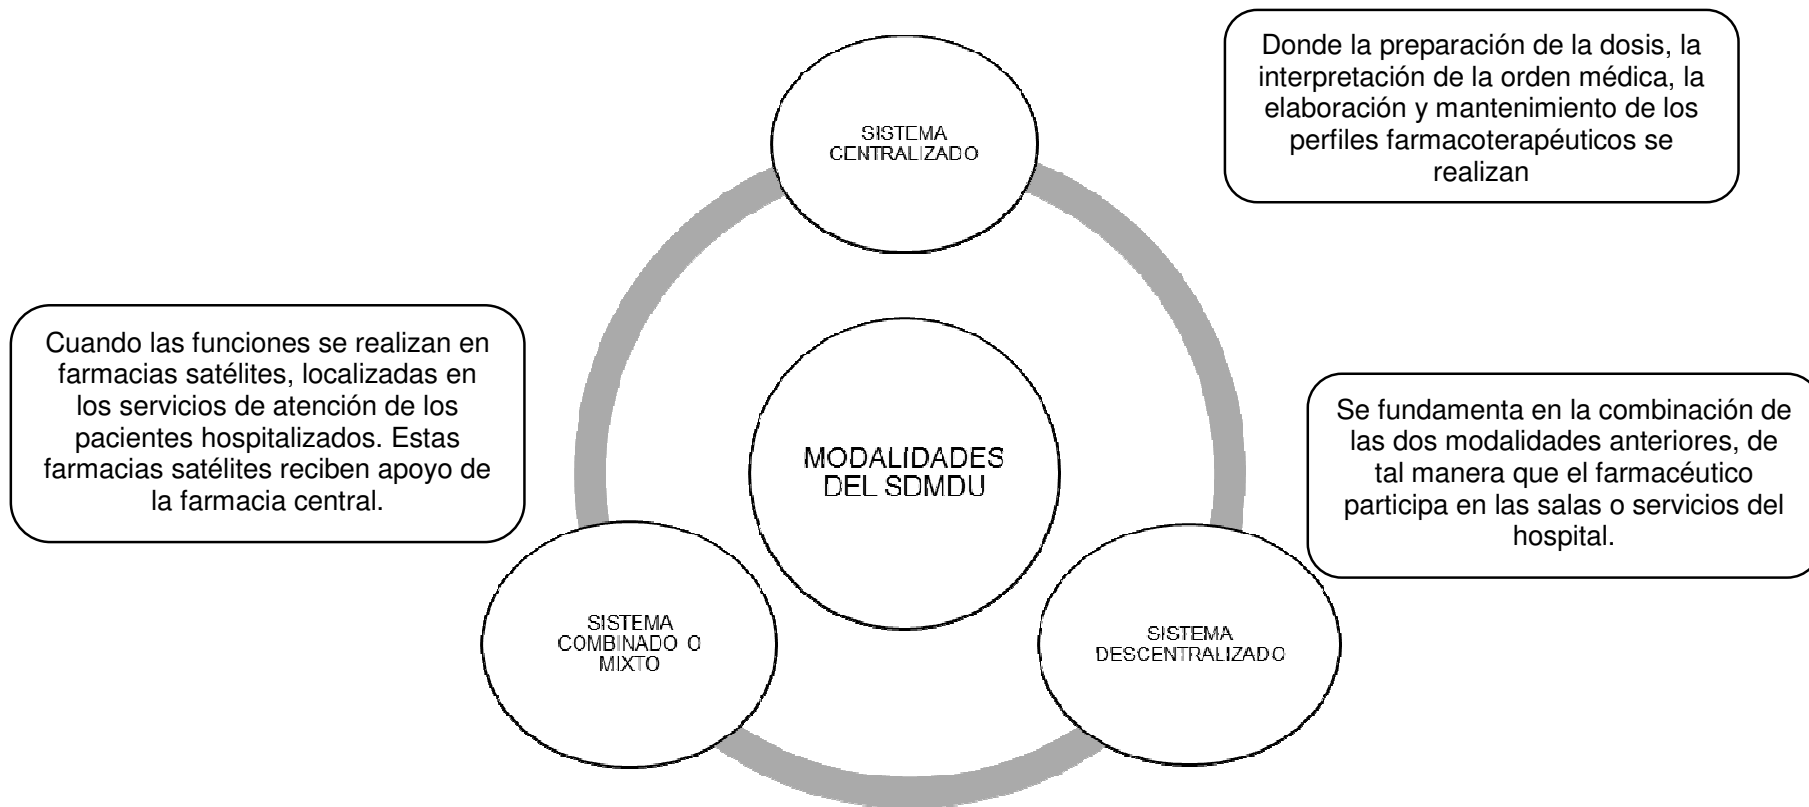 Donde la preparación de la dosis, la
interpretación de la orden médica, la
elaboración y mantenimiento de los
perfiles farmacoterapéuticos se
realizan
SISTEMA
CENTRALIZADO
Cuando las funciones se realizan en
farmacias satélites, localizadas en
los servicios de atención de los
pacientes hospitalizados. Estas
farmacias satélites reciben apoyo de
la farmacia central.
MODALIDADES
DEL SDMDU
Se fundamenta en la combinación de
las dos modalidades anteriores, de
tal manera que el farmacéutico
participa en las salas o servicios del
hospital.
SISTEMA
COMBINADO O
MIXTO
SISTEMA
DESCENTRALIZADO